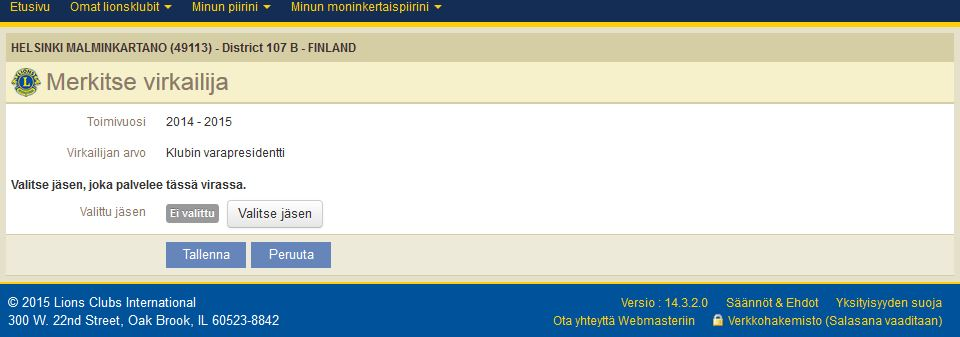 Etusivu Omat lionsklubit Minun piirini Minun moninkertaispiirini
HELSINKI MALMINKARTANO (49113) - District 107 B - FINLAND
Merkitse virkailija
Toimivuosi 2014 - 2015
Virkailijan arvo Klubin varapresidentti
Valitse jäsen, joka palvelee tässä virassa.
Valittu jäsen Ei valittu Valitse jäsen
Tallenna Peruuta
© 2015 Lions Clubs International Versio : 14.3.2.0 Säännöt & Ehdot Yksityisyyden suoja
300 W. 22nd Street, Oak Brook, IL 60523-8842 Ota yhteyttä Webmasteriin Verkkohakemisto (Salasana vaaditaan)